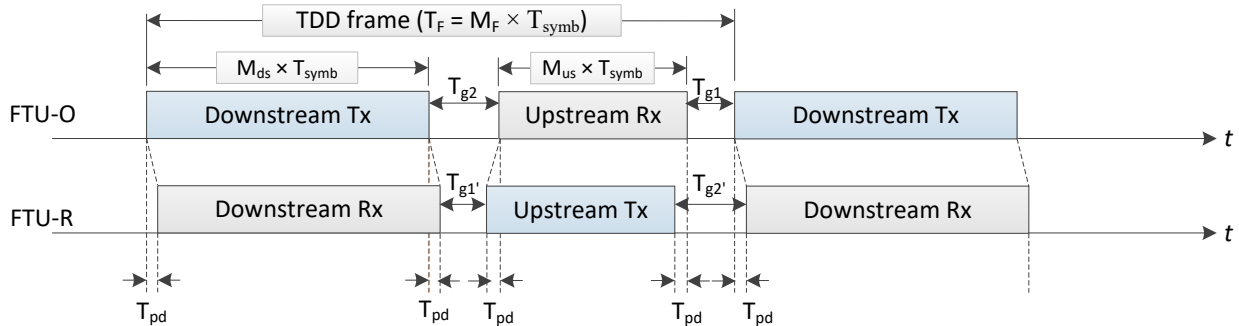 TDD frame (T_F = M_F × T_symb)
M_ds × T_symb
M_us × T_symb
T_g2
T_g1
FTU-O
Downstream Tx
Upstream Rx
Downstream Tx
t
T_g1'
T_g2'
FTU-R
Downstream Rx
Upstream Tx
Downstream Rx
t
T_pd
T_pd
T_pd
T_pd
T_pd